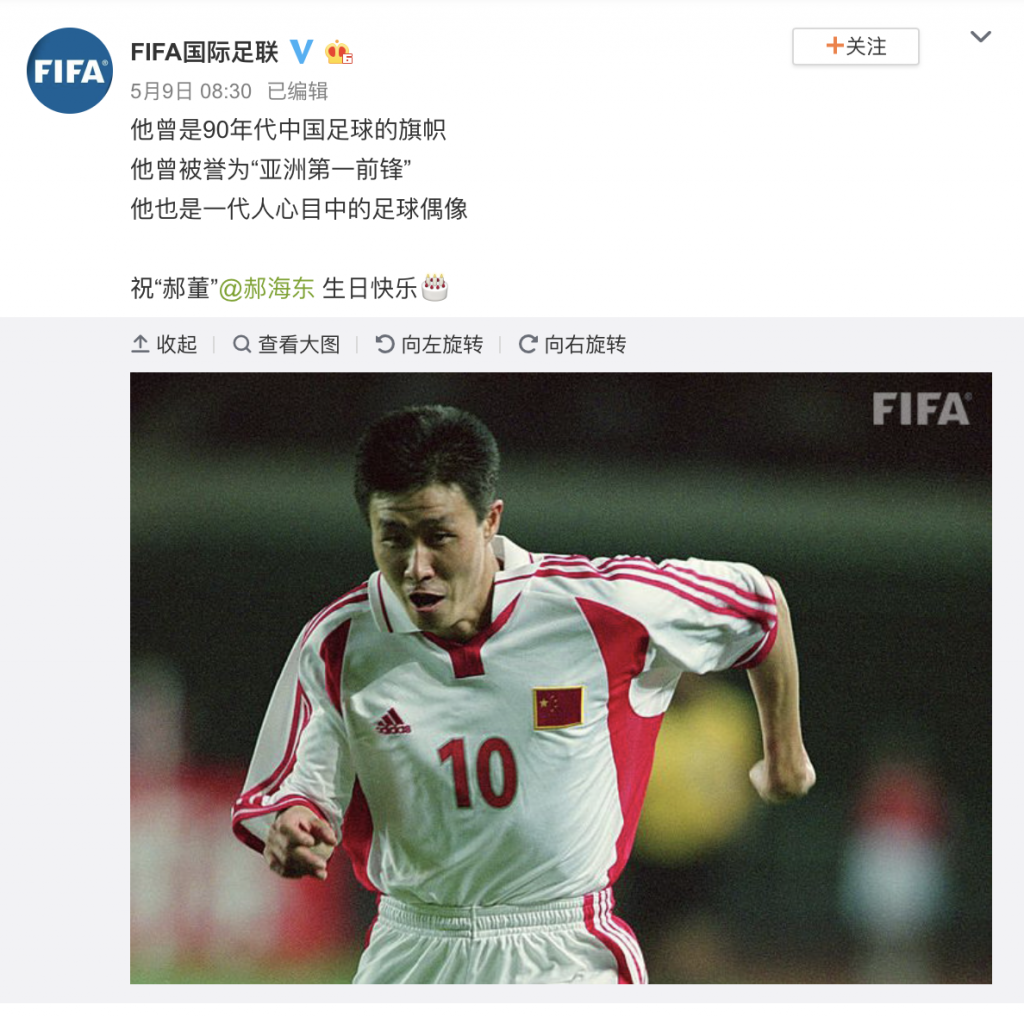 FIFA
FIFA国际足联
+关注
5月9日 08:30 已编辑
他曾是90年代中国足球的旗帜
他曾被誉为“亚洲第一前锋”
他也是一代人心目中的足球偶像
祝“郝董”@郝海东 生日快乐
收起 查看大图 向左旋转 向右旋转
FIFA
adidas
10